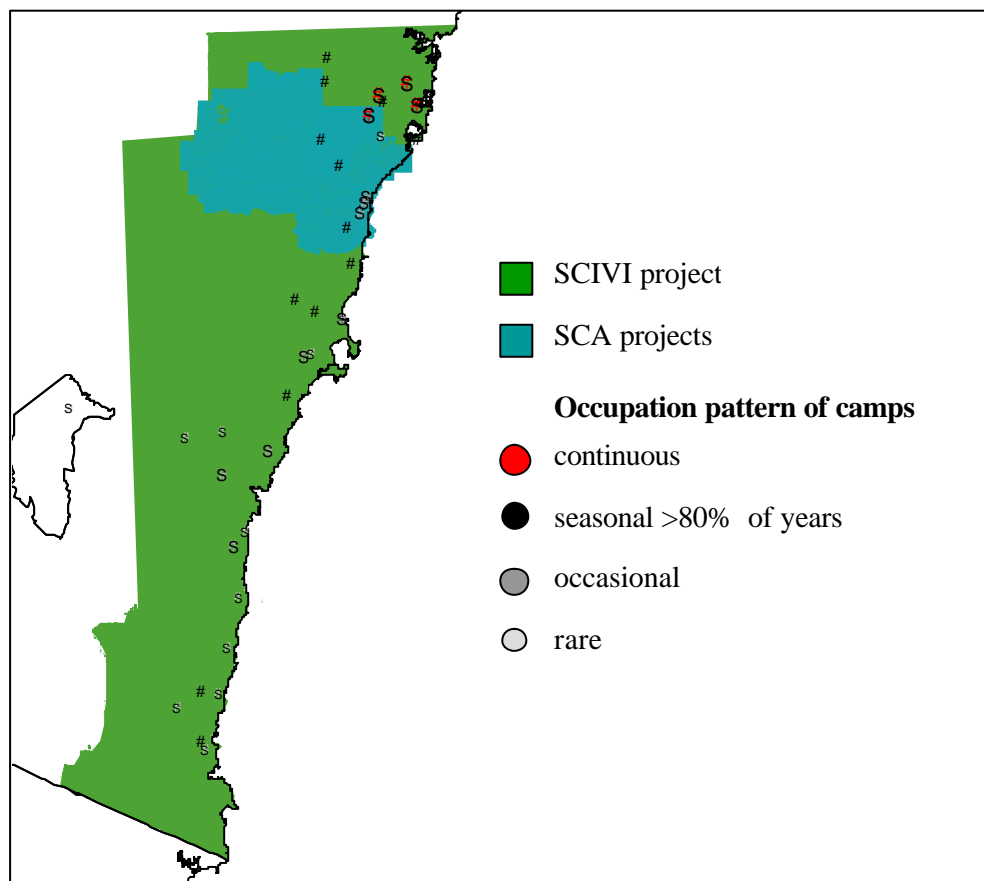 SCIVI project
SCA projects
Occupation pattern of camps
continuous
seasonal >80% of years
occasional
rare